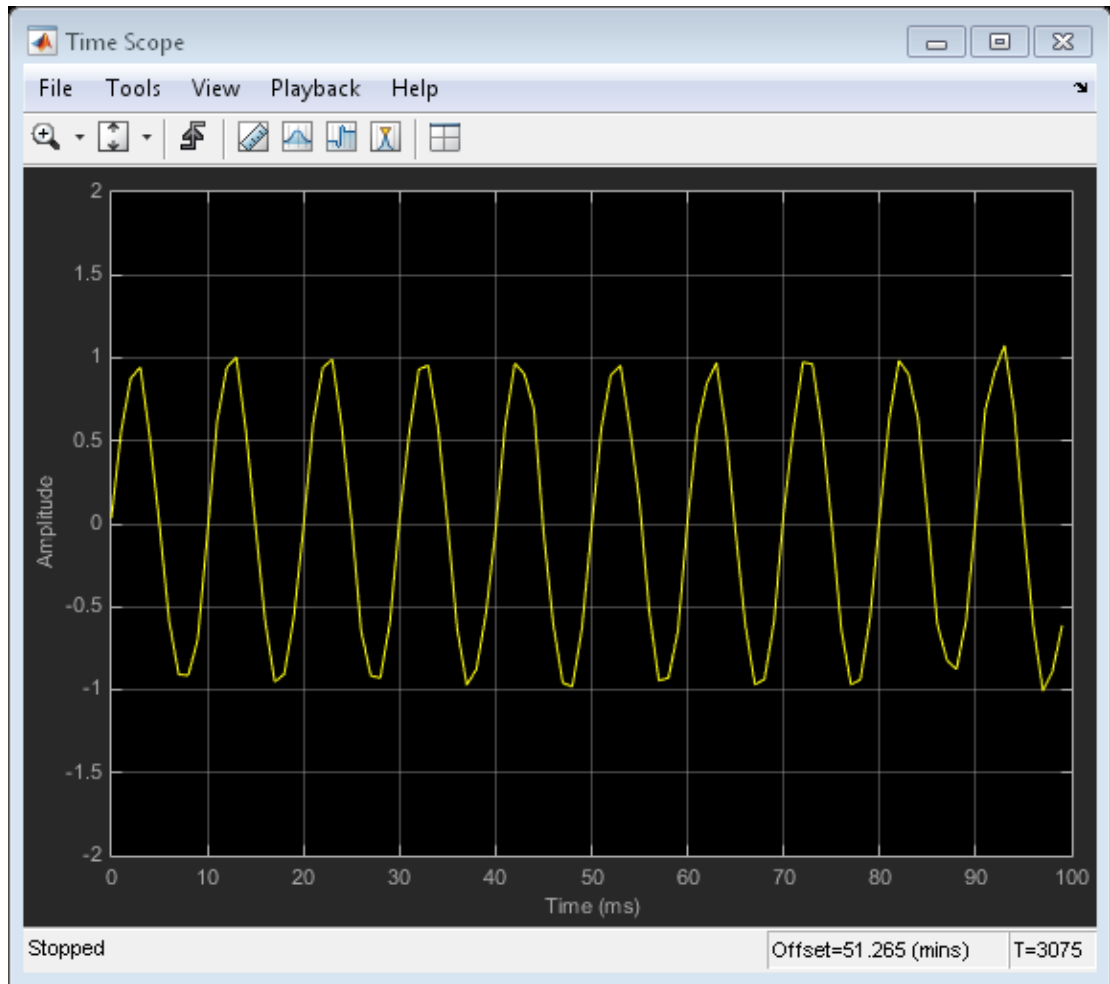 Time Scope
File Tools View Playback Help
2
1.5
1
0.5
0
-0.5
-1
-1.5
-2
Amplitude
0 10 20 30 40 50 60 70 80 90 100
Time (ms)
Stopped Offset=51.265 (mins) T=3075